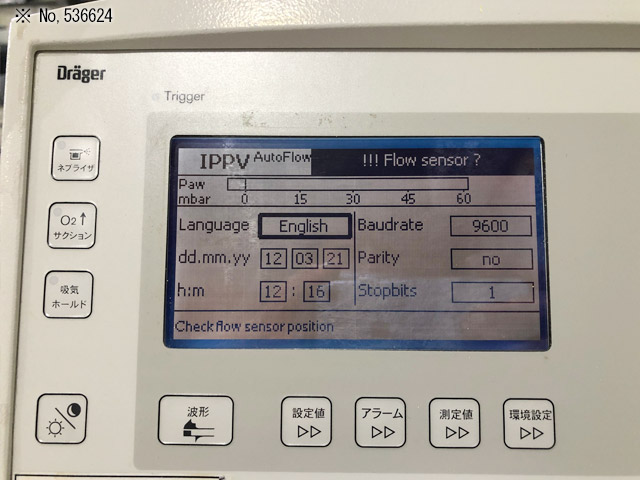 ※ No,536624
Dräger
Trigger
IPPV AutoFlow !!! Flow sensor ?
Paw
mbar 0 15 30 45 60
Language English Baudrate 9600
dd.mm.yy 12 03 21 Parity no
h:m 12 : 16 Stopbits 1
Check flow sensor position
ネブライザ
O2↑
サクション
吸気
ホールド
波形
設定値
アラーム
測定値
環境設定